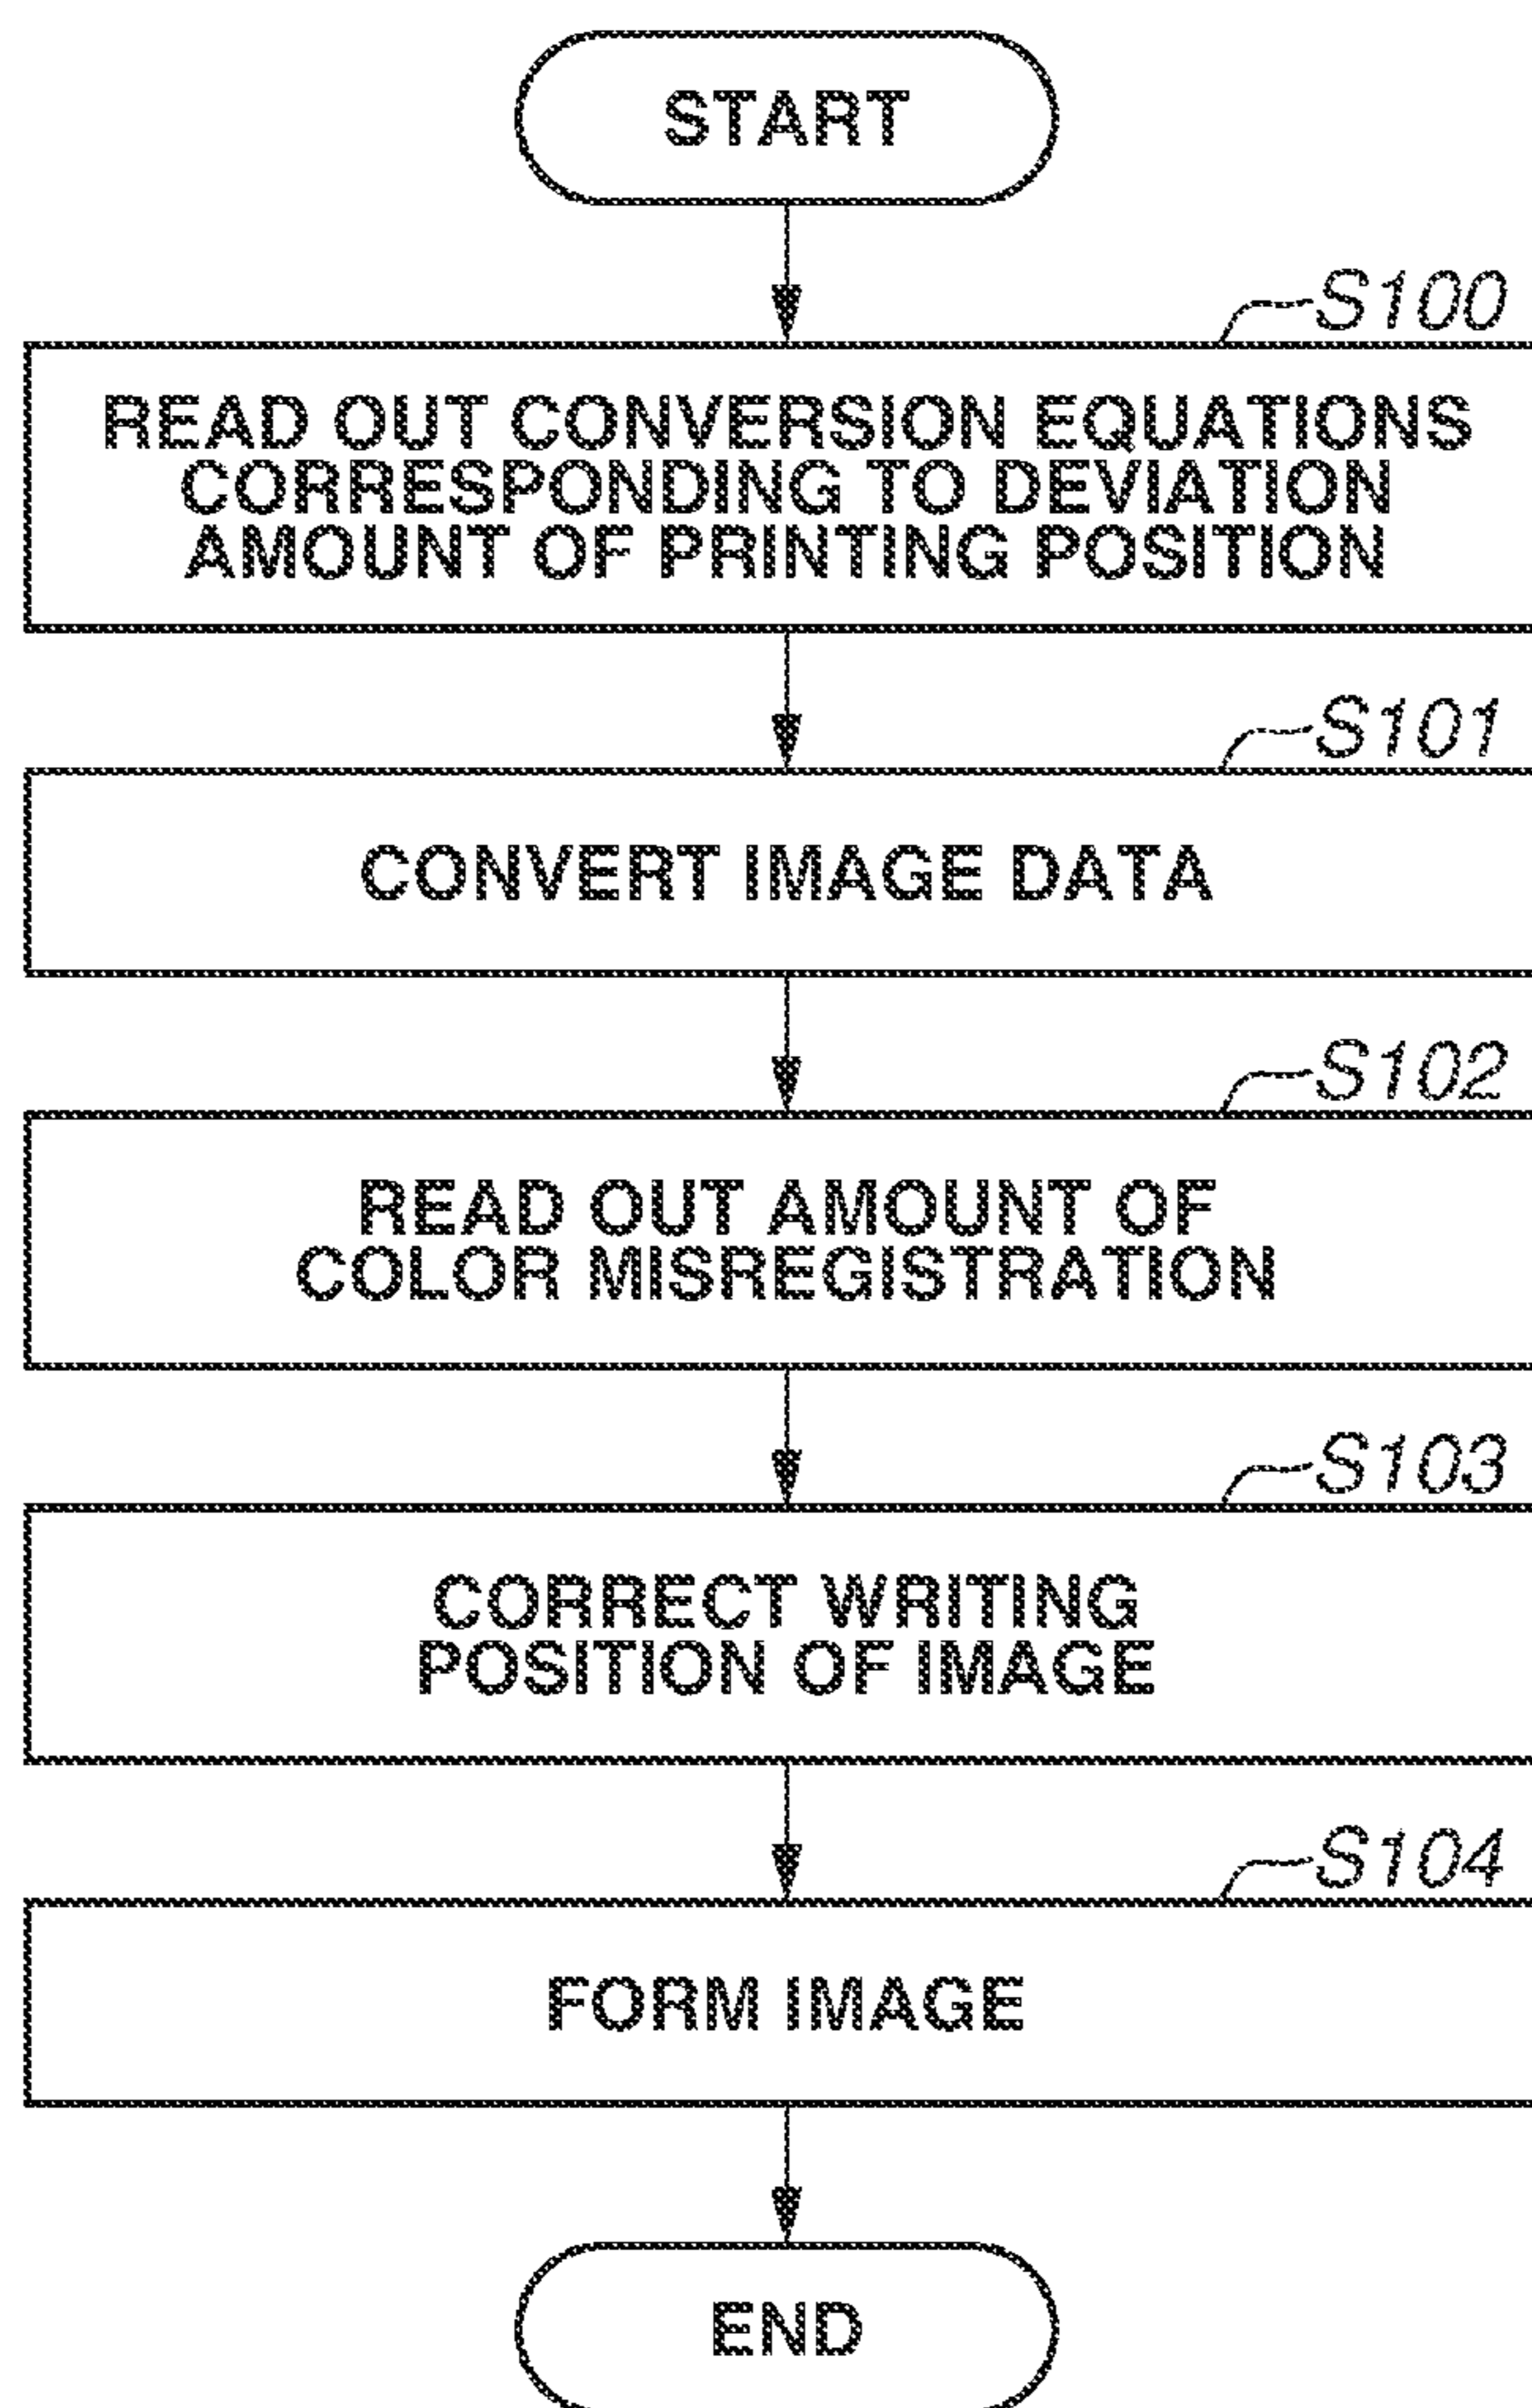 START
S100
READ OUT CONVERSION EQUATIONS
CORRESPONDING TO DEVIATION
AMOUNT OF PRINTING POSITION
S101
CONVERT IMAGE DATA
S102
READ OUT AMOUNT OF
COLOR MISREGISTRATION
S103
CORRECT WRITING
POSITION OF IMAGE
S104
FORM IMAGE
END